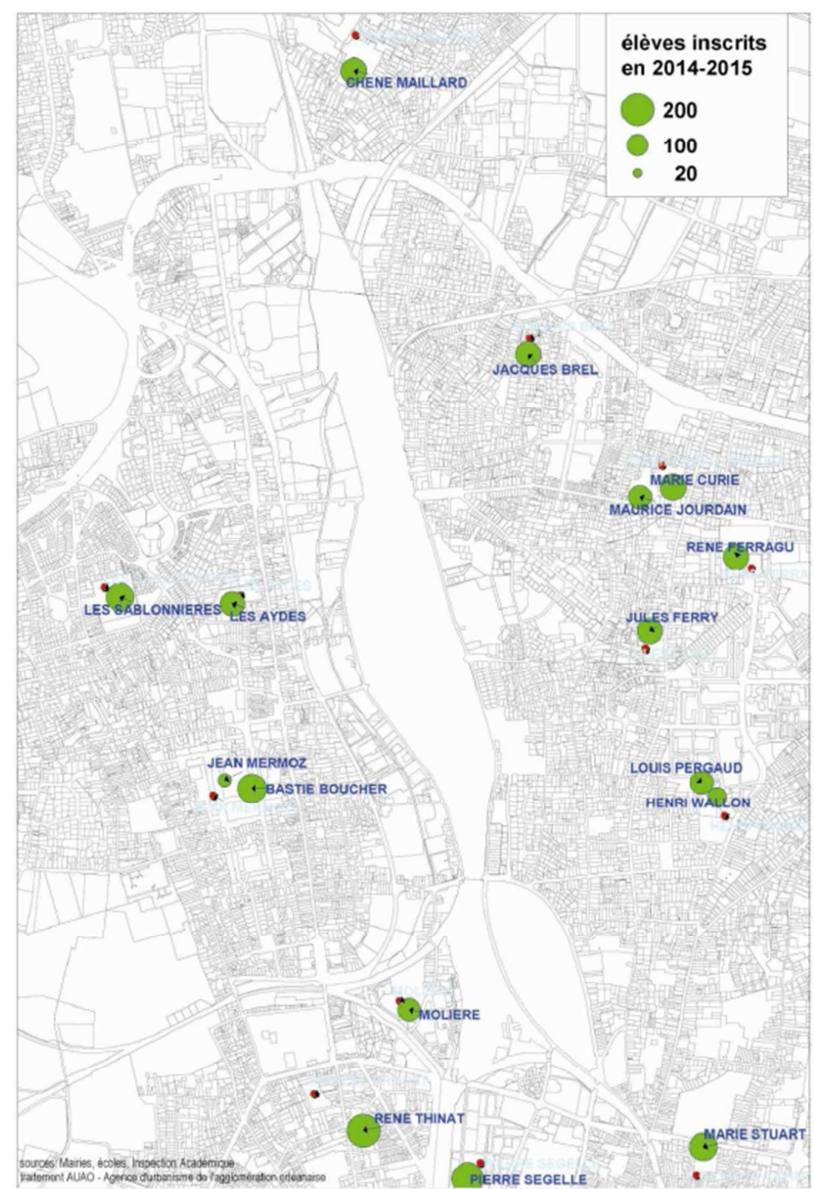 élèves inscrits
en 2014-2015
200
100
20
CHENE MAILLARD
JACQUES BREL
MARIE CURIE
MAURICE JOURDAIN
RENE FERRAGU
LES SABLONNIERES
LES AYDES
JULES FERRY
JEAN MERMOZ
BASTIE BOUCHER
LOUIS PERGAUD
HENRI WALLON
MOLIERE
RENE THINAT
MARIE STUART
PIERRE SEGELLE
sources: Mairies, écoles, Inspection Académique
traitement AUAO - Agence d'urbanisme de l'agglomération orléanaise